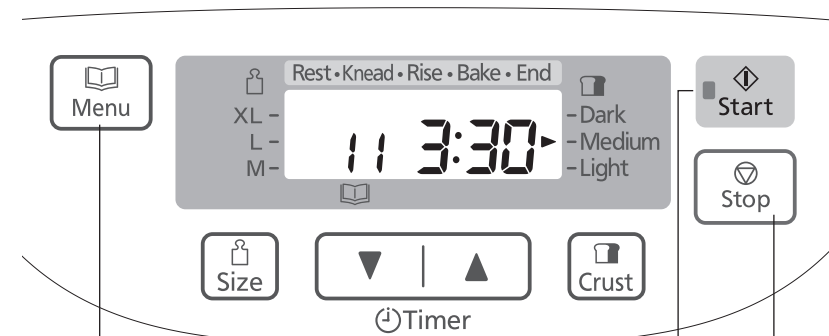 Menu
Rest • Knead • Rise • Bake • End
XL –
L –
M –
11 3:30
– Dark
– Medium
– Light
Start
Stop
Size
Timer
Crust